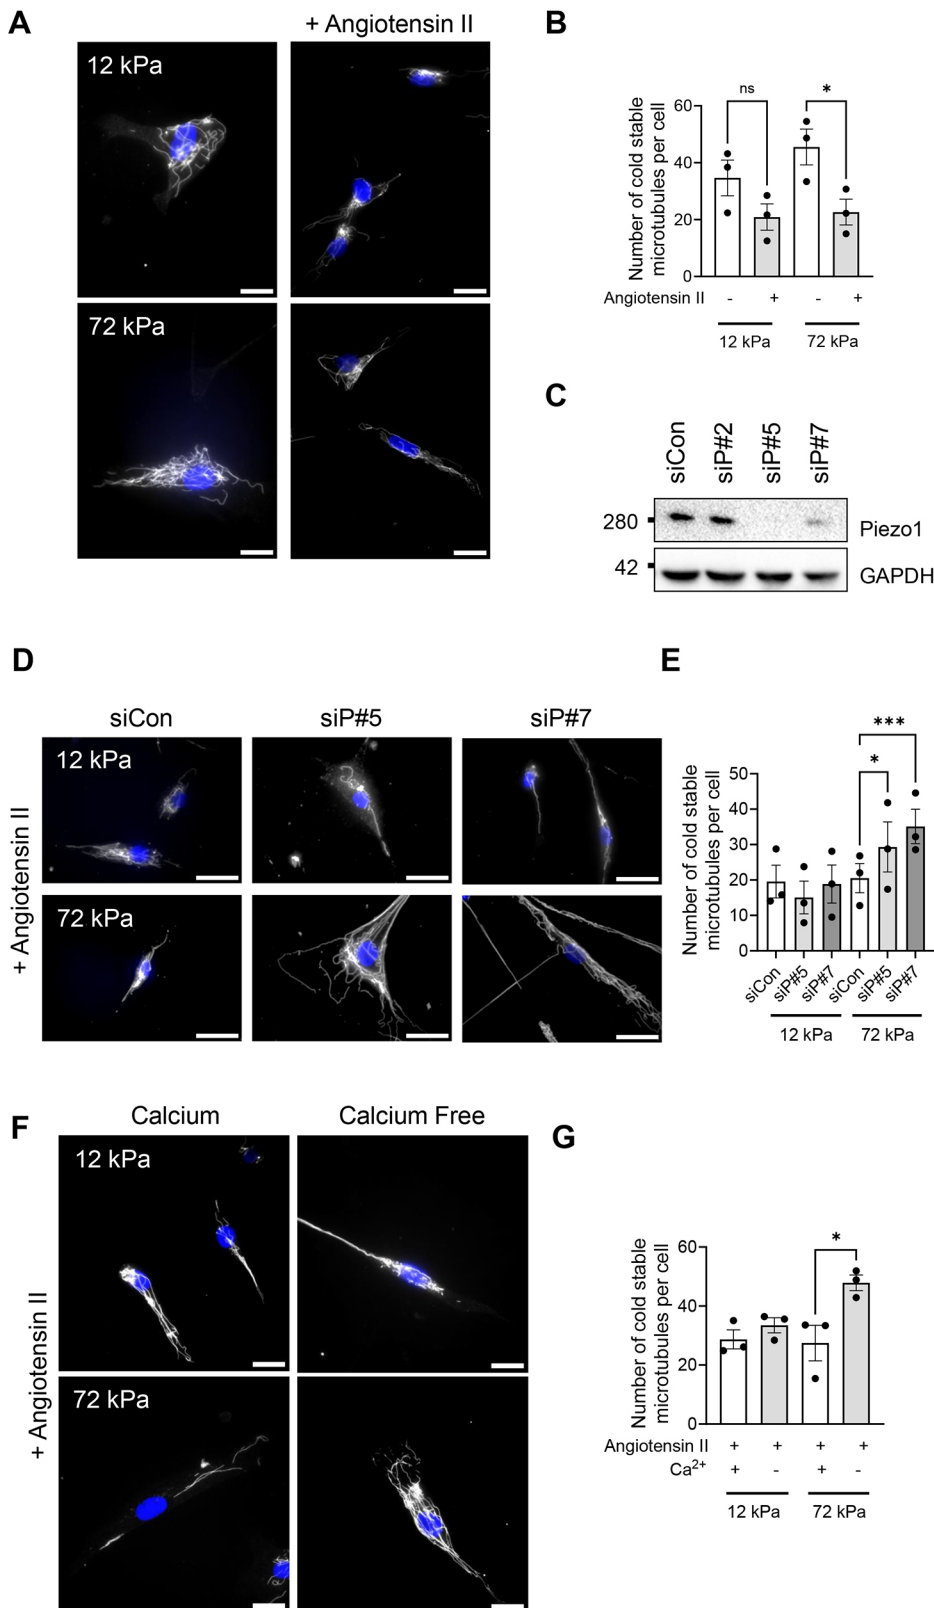 A
+ Angiotensin II
12 kPa
72 kPa
B
Number of cold stable
microtubules per cell
60
40
20
0
ns
*
Angiotensin II - + - +
12 kPa 72 kPa
C
siCon siP#2 siP#5 siP#7
280 Piezo1
42 GAPDH
D
siCon siP#5 siP#7
+ Angiotensin II
12 kPa
72 kPa
E
Number of cold stable
microtubules per cell
50
40
30
20
10
0
***
*
siCon siP#5 siP#7 siCon siP#5 siP#7
12 kPa 72 kPa
F
Calcium Calcium Free
+ Angiotensin II
12 kPa
72 kPa
G
Number of cold stable
microtubules per cell
60
40
20
0
*
Angiotensin II + + + +
Ca2+ + - + -
12 kPa 72 kPa